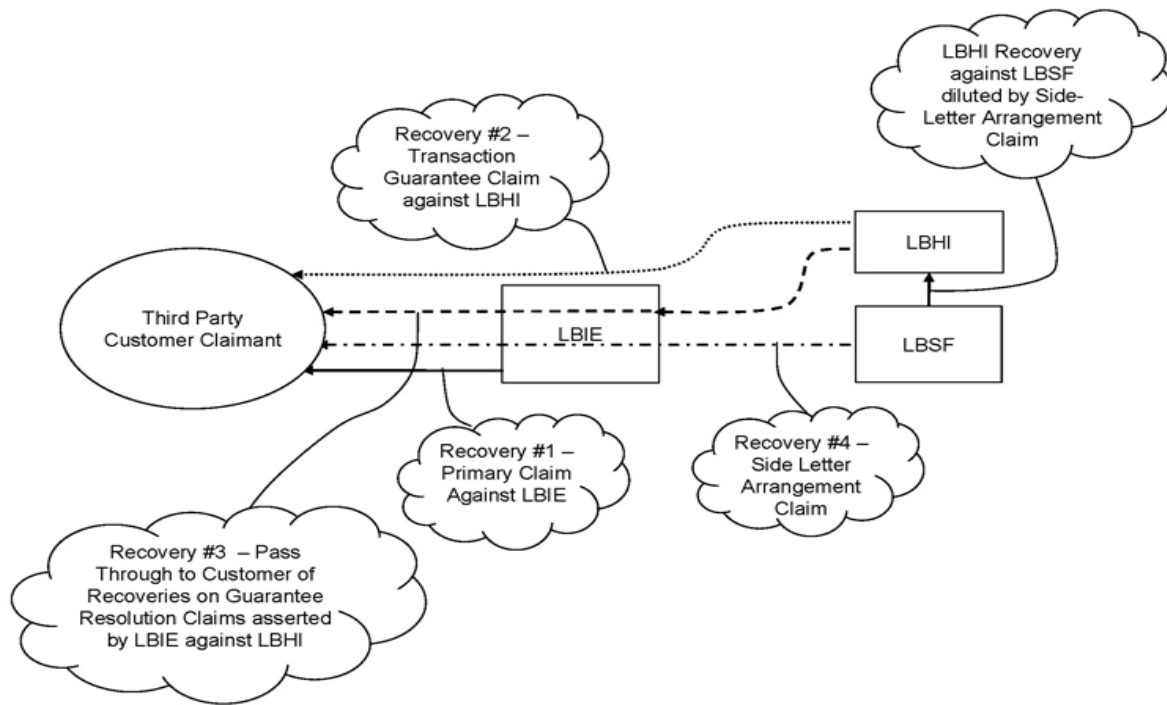 LBHI Recovery
against LBSF
diluted by Side-
Letter Arrangement
Claim
Recovery #2 –
Transaction
Guarantee Claim
against LBHI
LBHI
Third Party
Customer Claimant
LBIE
LBSF
Recovery #1 –
Primary Claim
Against LBIE
Recovery #4 –
Side Letter
Arrangement
Claim
Recovery #3 – Pass
Through to Customer of
Recoveries on Guarantee
Resolution Claims asserted
by LBIE against LBHI